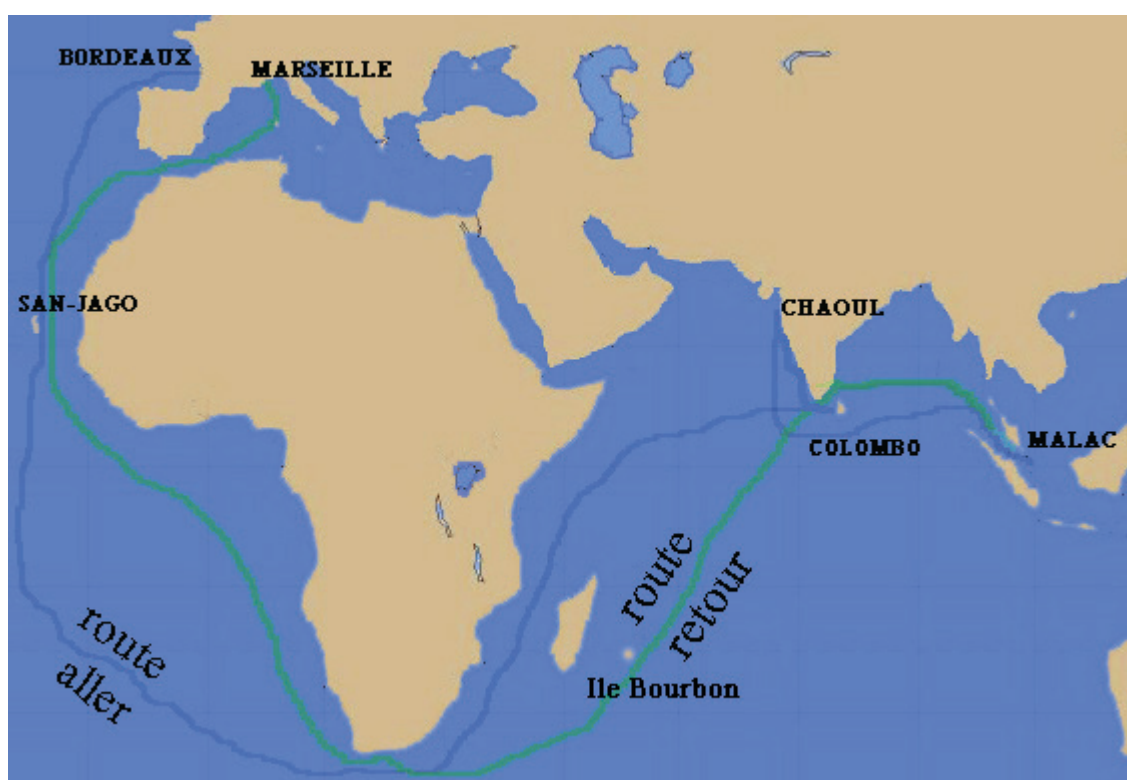 BORDEAUX
MARSEILLE
SAN-JAGO
CHAOUL
COLOMBO
MALAC
route
retour
Ile Bourbon
route
aller